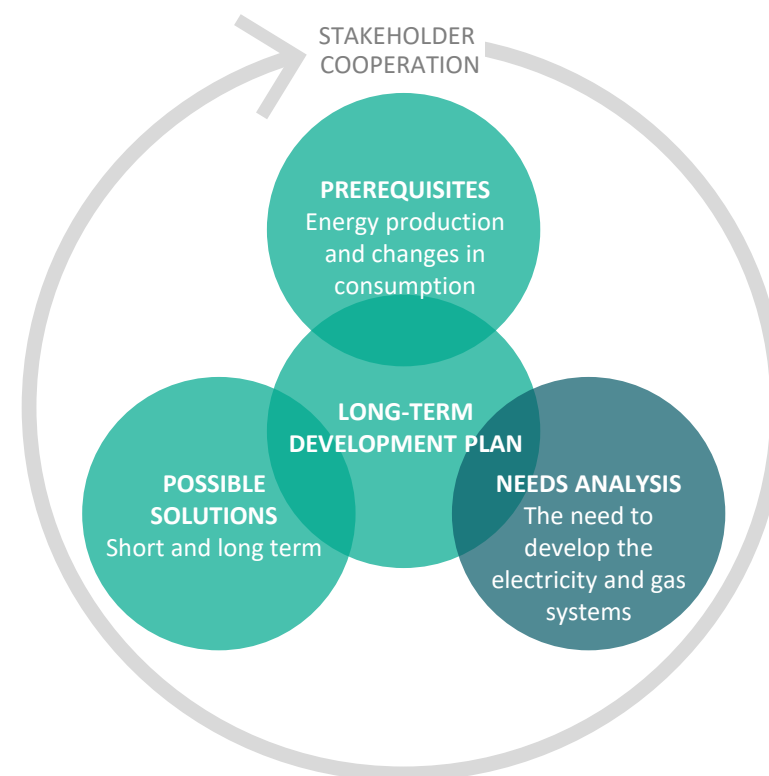 STAKEHOLDER
COOPERATION
PREREQUISITES
Energy production
and changes in
consumption
LONG-TERM
DEVELOPMENT PLAN
POSSIBLE
SOLUTIONS
Short and long term
NEEDS ANALYSIS
The need to
develop the
electricity and gas
systems